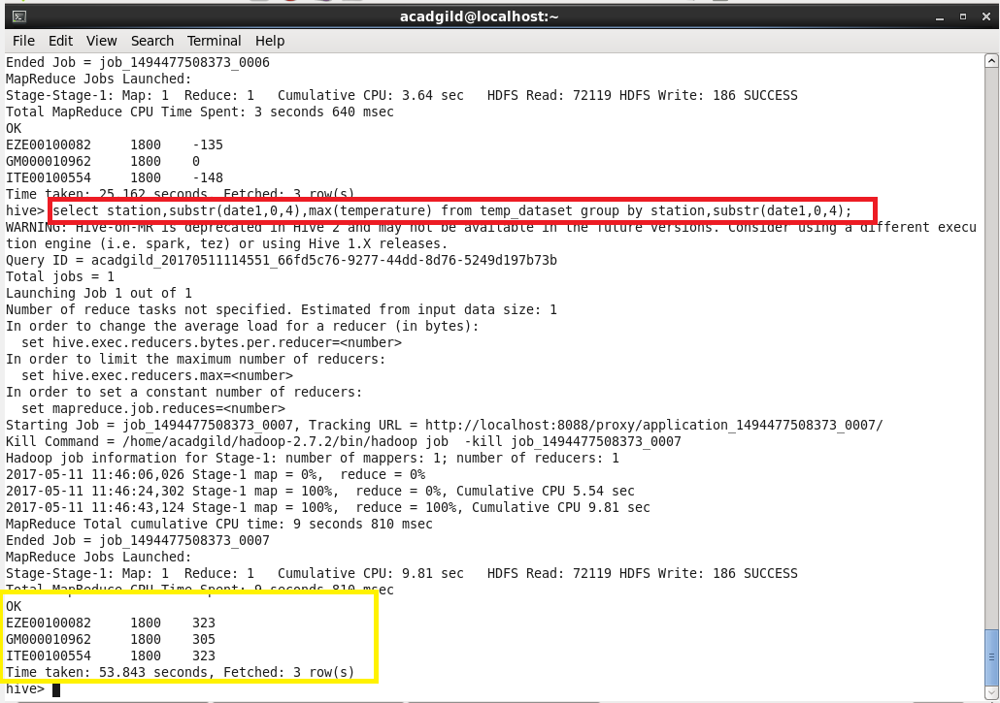 acadgild@localhost:~
File Edit View Search Terminal Help
Ended Job = job_1494477508373_0006
MapReduce Jobs Launched:
Stage-Stage-1: Map: 1  Reduce: 1   Cumulative CPU: 3.64 sec   HDFS Read: 72119 HDFS Write: 186 SUCCESS
Total MapReduce CPU Time Spent: 3 seconds 640 msec
OK
EZE00100082     1800    -135
GM000010962     1800    0
ITE00100554     1800    -148
Time taken: 25.162 seconds, Fetched: 3 row(s)
hive> select station,substr(date1,0,4),max(temperature) from temp_dataset group by station,substr(date1,0,4);
WARNING: Hive-on-MR is deprecated in Hive 2 and may not be available in the future versions. Consider using a different execu
tion engine (i.e. spark, tez) or using Hive 1.X releases.
Query ID = acadgild_20170511114551_66fd5c76-9277-44dd-8d76-5249d197b73b
Total jobs = 1
Launching Job 1 out of 1
Number of reduce tasks not specified. Estimated from input data size: 1
In order to change the average load for a reducer (in bytes):
  set hive.exec.reducers.bytes.per.reducer=<number>
In order to limit the maximum number of reducers:
  set hive.exec.reducers.max=<number>
In order to set a constant number of reducers:
  set mapreduce.job.reduces=<number>
Starting Job = job_1494477508373_0007, Tracking URL = http://localhost:8088/proxy/application_1494477508373_0007/
Kill Command = /home/acadgild/hadoop-2.7.2/bin/hadoop job  -kill job_1494477508373_0007
Hadoop job information for Stage-1: number of mappers: 1; number of reducers: 1
2017-05-11 11:46:06,026 Stage-1 map = 0%,  reduce = 0%
2017-05-11 11:46:24,302 Stage-1 map = 100%,  reduce = 0%, Cumulative CPU 5.54 sec
2017-05-11 11:46:43,124 Stage-1 map = 100%,  reduce = 100%, Cumulative CPU 9.81 sec
MapReduce Total cumulative CPU time: 9 seconds 810 msec
Ended Job = job_1494477508373_0007
MapReduce Jobs Launched:
Stage-Stage-1: Map: 1  Reduce: 1   Cumulative CPU: 9.81 sec   HDFS Read: 72119 HDFS Write: 186 SUCCESS
Total MapReduce CPU Time Spent: 9 seconds 810 msec
OK
EZE00100082     1800    323
GM000010962     1800    305
ITE00100554     1800    323
Time taken: 53.843 seconds, Fetched: 3 row(s)
hive>